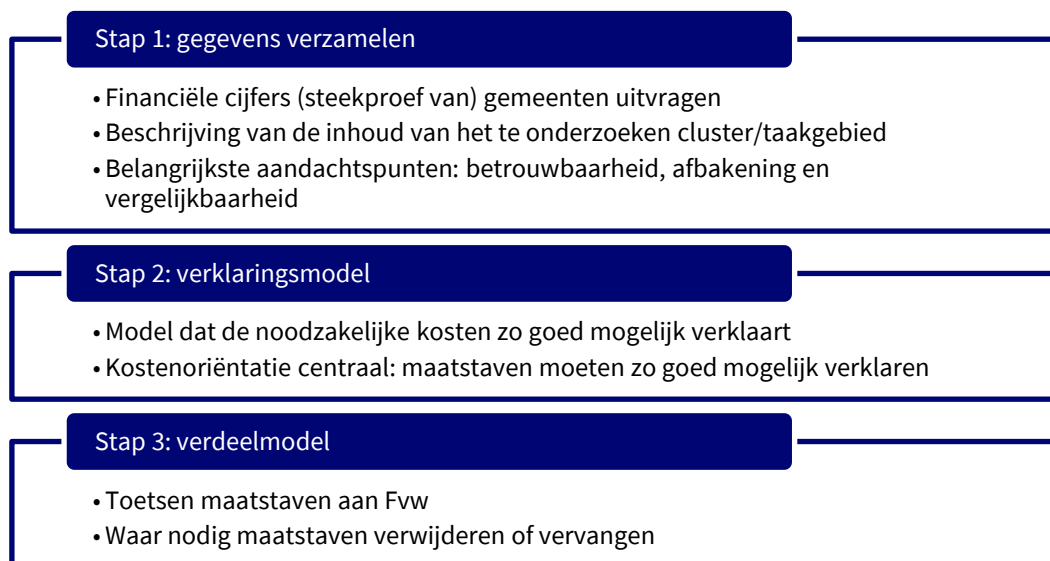 Stap 1: gegevens verzamelen
• Financiële cijfers (steekproef van) gemeenten uitvragen
• Beschrijving van de inhoud van het te onderzoeken cluster/taakgebied
• Belangrijkste aandachtspunten: betrouwbaarheid, afbakening en
vergelijkbaarheid
Stap 2: verklaringsmodel
• Model dat de noodzakelijke kosten zo goed mogelijk verklaart
• Kostenoriëntatie centraal: maatstaven moeten zo goed mogelijk verklaren
Stap 3: verdeelmodel
• Toetsen maatstaven aan Fvw
• Waar nodig maatstaven verwijderen of vervangen